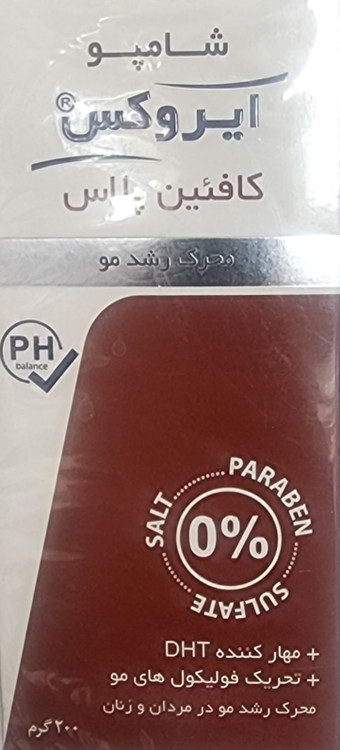 شامپو
ایروکس®
کافئین پلاس
محرک رشد مو
PH
balance
PARABEN
SALT
0%
SULFATE
+ مهار کننده DHT
+ تحریک فولیکول های مو
محرک رشد مو در مردان و زنان
۲۰۰ گرم